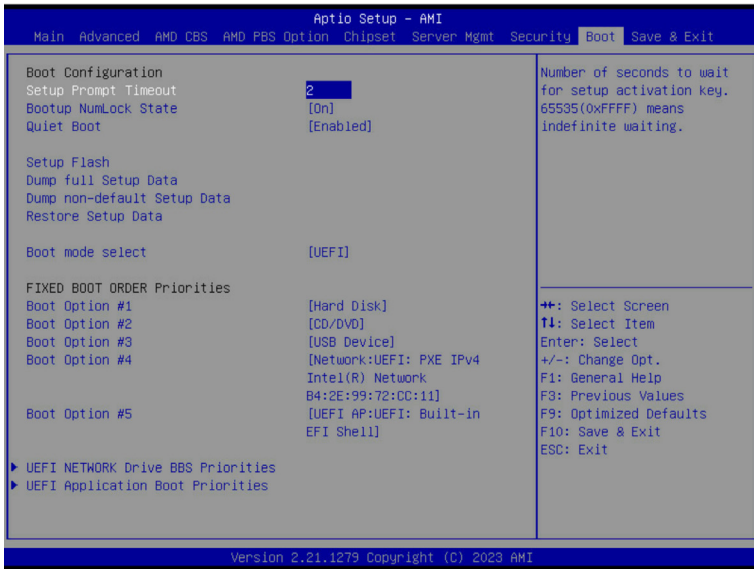 Aptio Setup – AMI
Main Advanced AMD CBS AMD PBS Option Chipset Server Mgmt Security Boot Save & Exit
Boot Configuration
Setup Prompt Timeout 2
Bootup NumLock State [On]
Quiet Boot [Enabled]
Setup Flash
Dump full Setup Data
Dump non-default Setup Data
Restore Setup Data
Boot mode select [UEFI]
FIXED BOOT ORDER Priorities
Boot Option #1 [Hard Disk]
Boot Option #2 [CD/DVD]
Boot Option #3 [USB Device]
Boot Option #4 [Network:UEFI: PXE IPv4
Intel(R) Network
B4:2E:99:72:CC:11]
Boot Option #5 [UEFI AP:UEFI: Built-in
EFI Shell]
UEFI NETWORK Drive BBS Priorities
UEFI Application Boot Priorities
Number of seconds to wait
for setup activation key.
65535(0xFFFF) means
indefinite waiting.
→←: Select Screen
↑↓: Select Item
Enter: Select
+/-: Change Opt.
F1: General Help
F3: Previous Values
F9: Optimized Defaults
F10: Save & Exit
ESC: Exit
Version 2.21.1279 Copyright (C) 2023 AMI